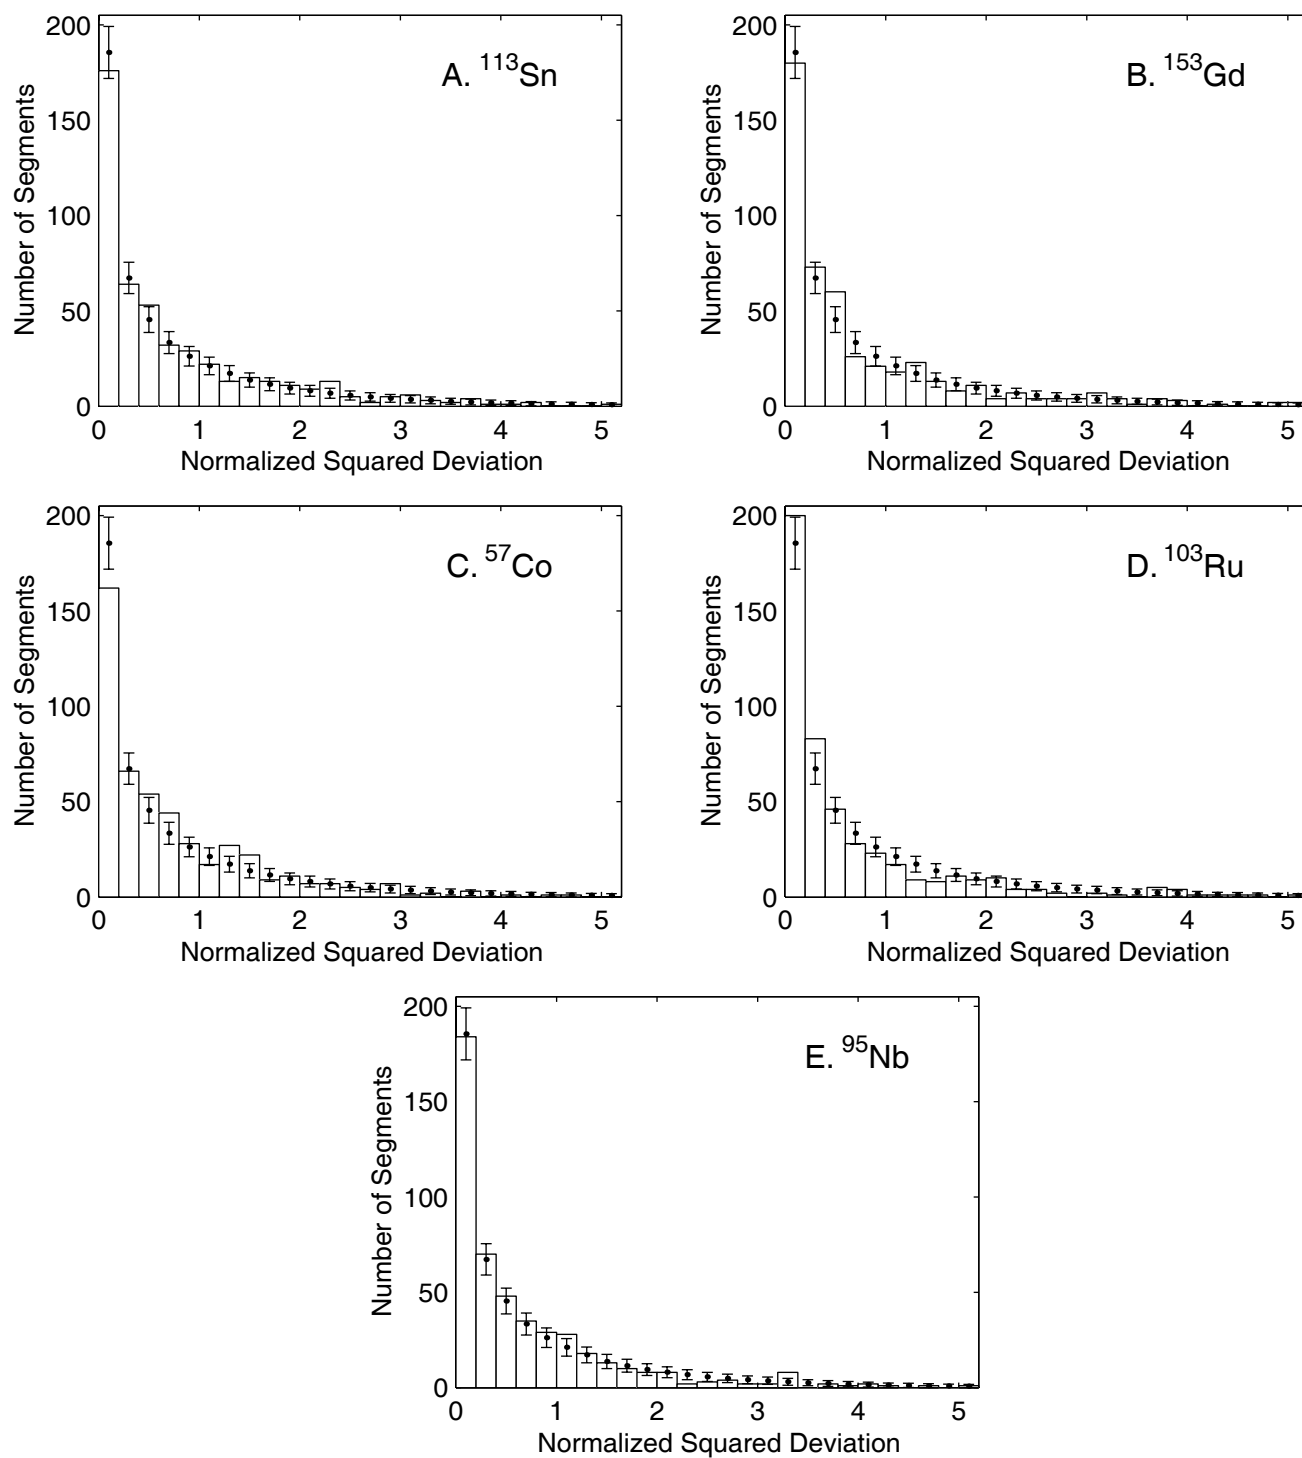 A. ¹¹³Sn
200
150
100
50
0
Number of Segments
0 1 2 3 4 5
Normalized Squared Deviation
B. ¹⁵³Gd
200
150
100
50
0
Number of Segments
0 1 2 3 4 5
Normalized Squared Deviation
C. ⁵⁷Co
200
150
100
50
0
Number of Segments
0 1 2 3 4 5
Normalized Squared Deviation
D. ¹⁰³Ru
200
150
100
50
0
Number of Segments
0 1 2 3 4 5
Normalized Squared Deviation
E. ⁹⁵Nb
200
150
100
50
0
Number of Segments
0 1 2 3 4 5
Normalized Squared Deviation